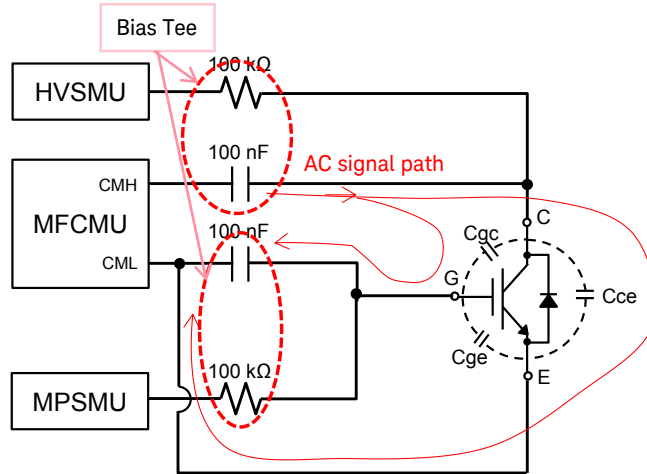 Bias Tee
100 kΩ
HVSMU
100 nF
AC signal path
CMH
MFCMU
100 nF
CML
C
Cgc
G
Cce
Cge
E
100 kΩ
MPSMU